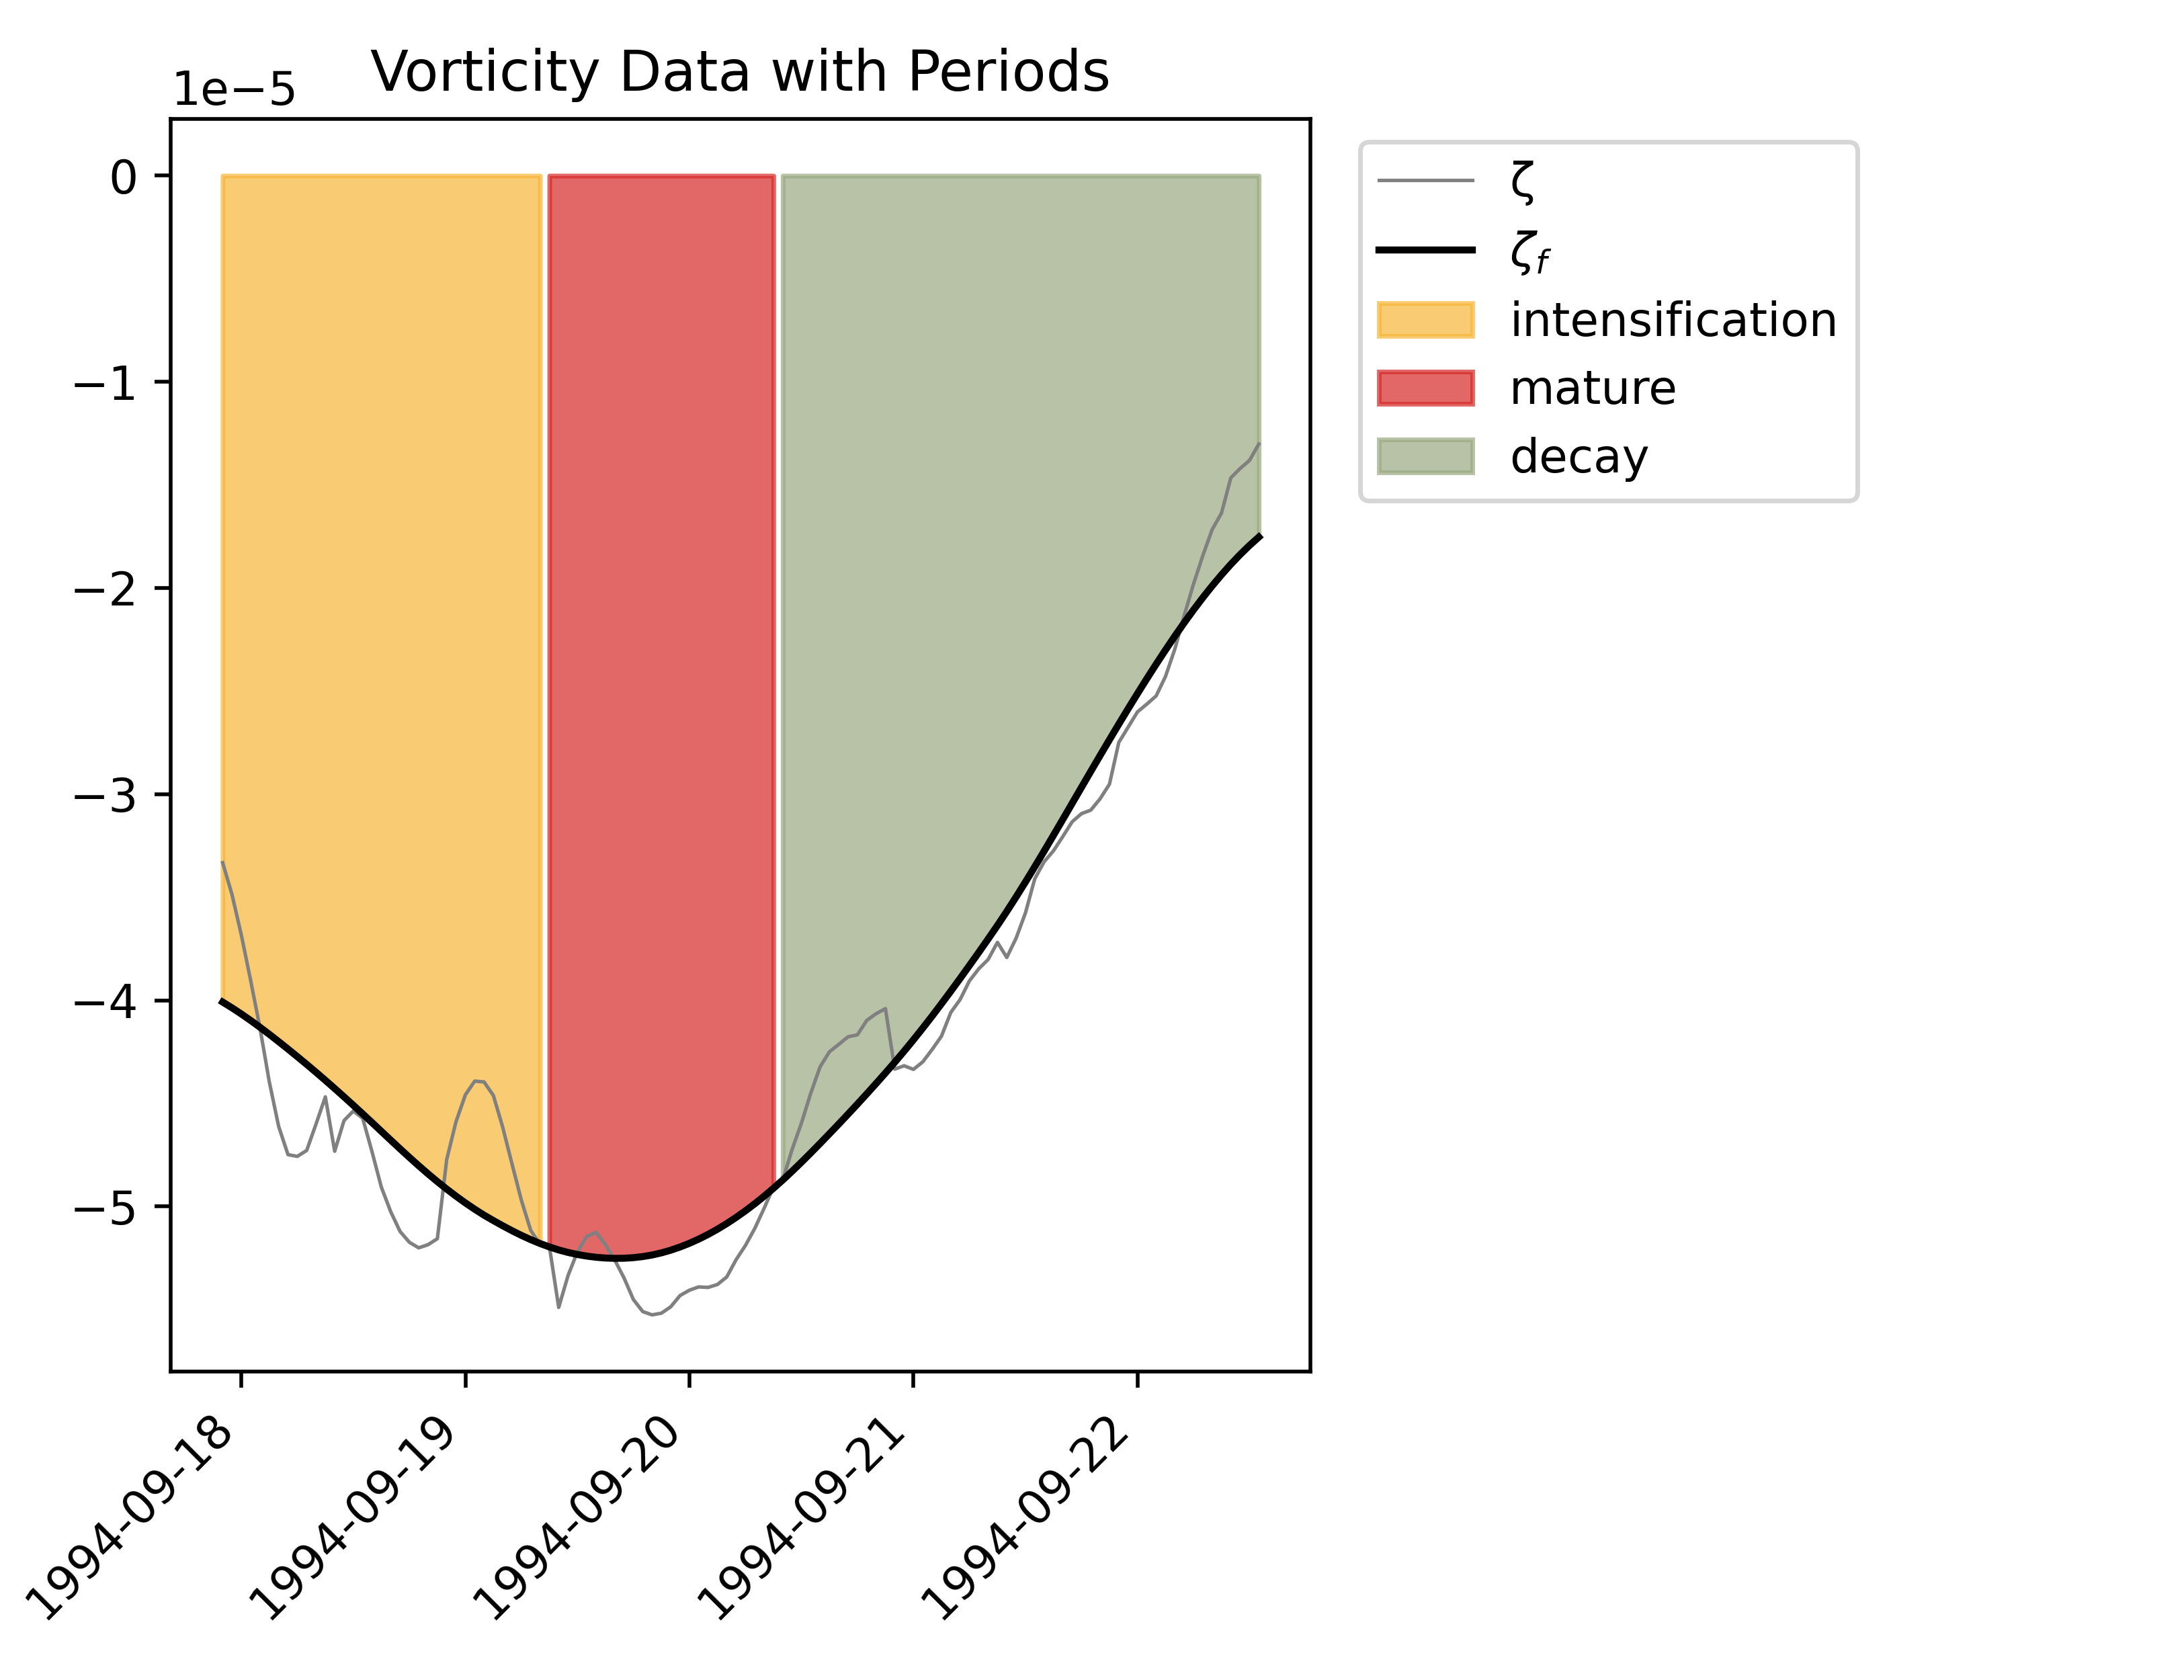 Vorticity Data with Periods
1e−5
0
−1
−2
−3
−4
−5
1994-09-18
1994-09-19
1994-09-20
1994-09-21
1994-09-22
ζ
ζf
intensification
mature
decay